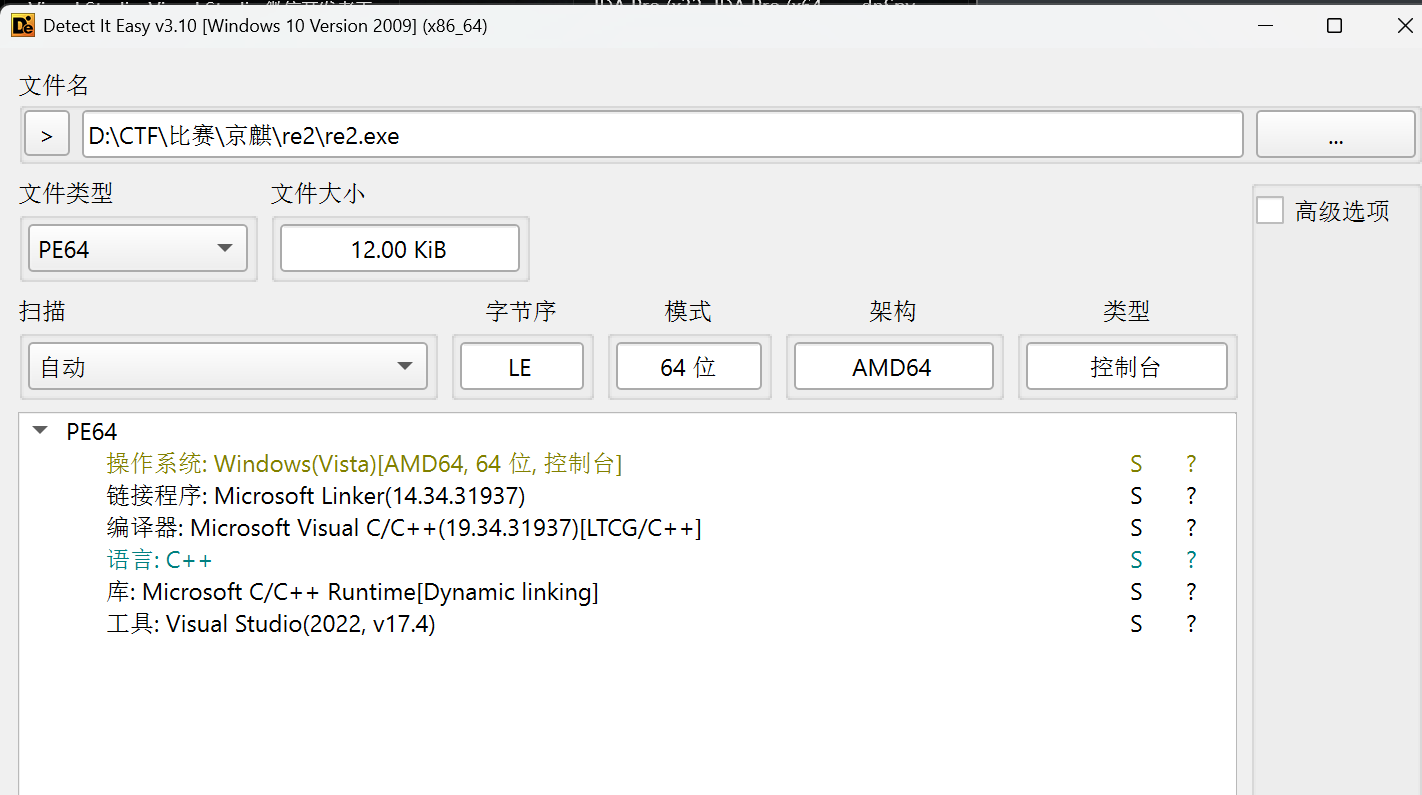 Detect It Easy v3.10 [Windows 10 Version 2009] (x86_64)
文件名
> D:\CTF\比赛\京麒\re2\re2.exe ...
文件类型 文件大小
PE64 12.00 KiB 高级选项
扫描 字节序 模式 架构 类型
自动 LE 64 位 AMD64 控制台
PE64
操作系统: Windows(Vista)[AMD64, 64 位, 控制台] S ?
链接程序: Microsoft Linker(14.34.31937) S ?
编译器: Microsoft Visual C/C++(19.34.31937)[LTCG/C++] S ?
语言: C++ S ?
库: Microsoft C/C++ Runtime[Dynamic linking] S ?
工具: Visual Studio(2022, v17.4) S ?